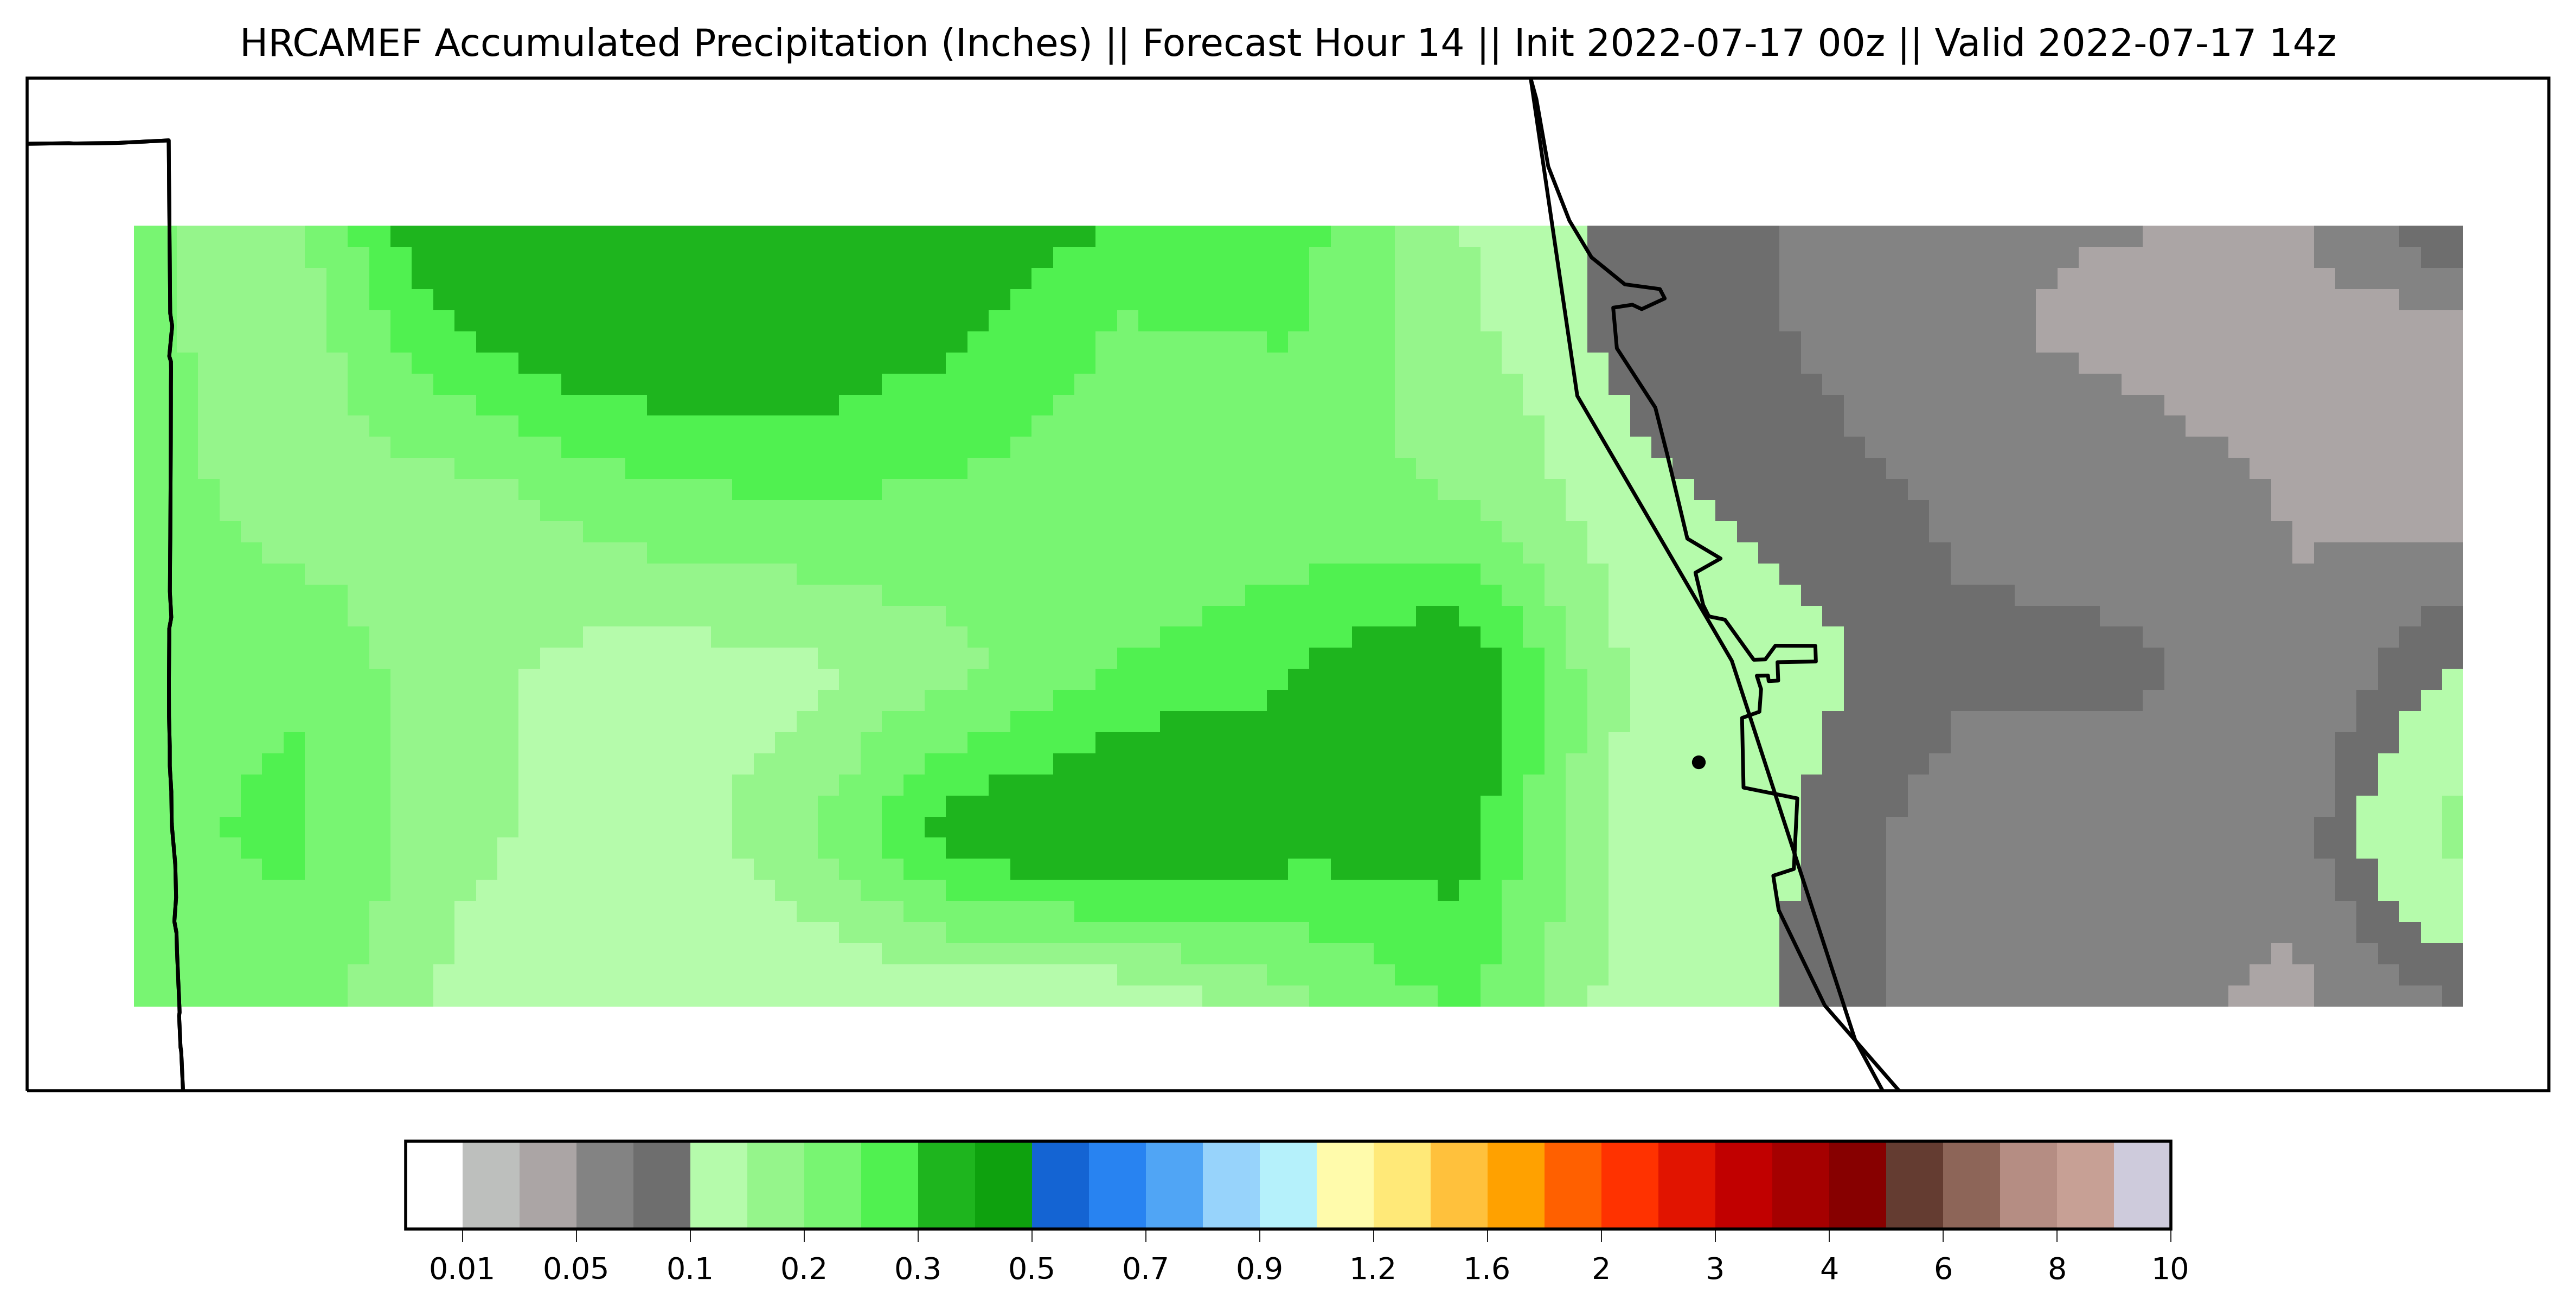 HRCAMEF Accumulated Precipitation (Inches) || Forecast Hour 14 || Init 2022-07-17 00z || Valid 2022-07-17 14z
0.01 0.05 0.1 0.2 0.3 0.5 0.7 0.9 1.2 1.6 2 3 4 6 8 10